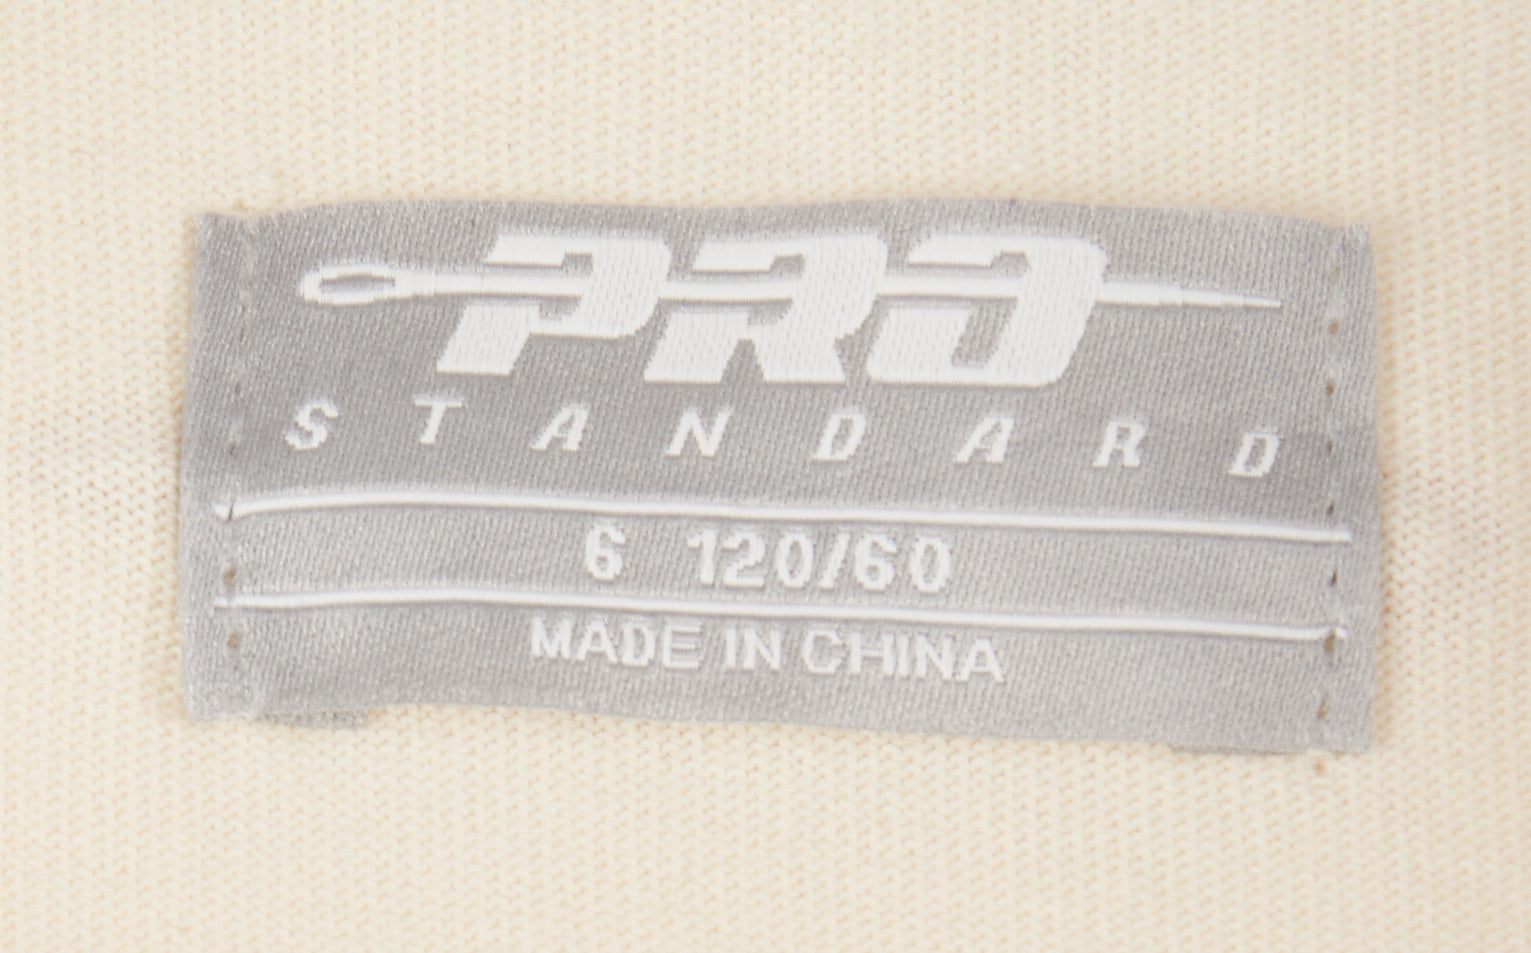 PRO
STANDARD
6 120/60
MADE IN CHINA